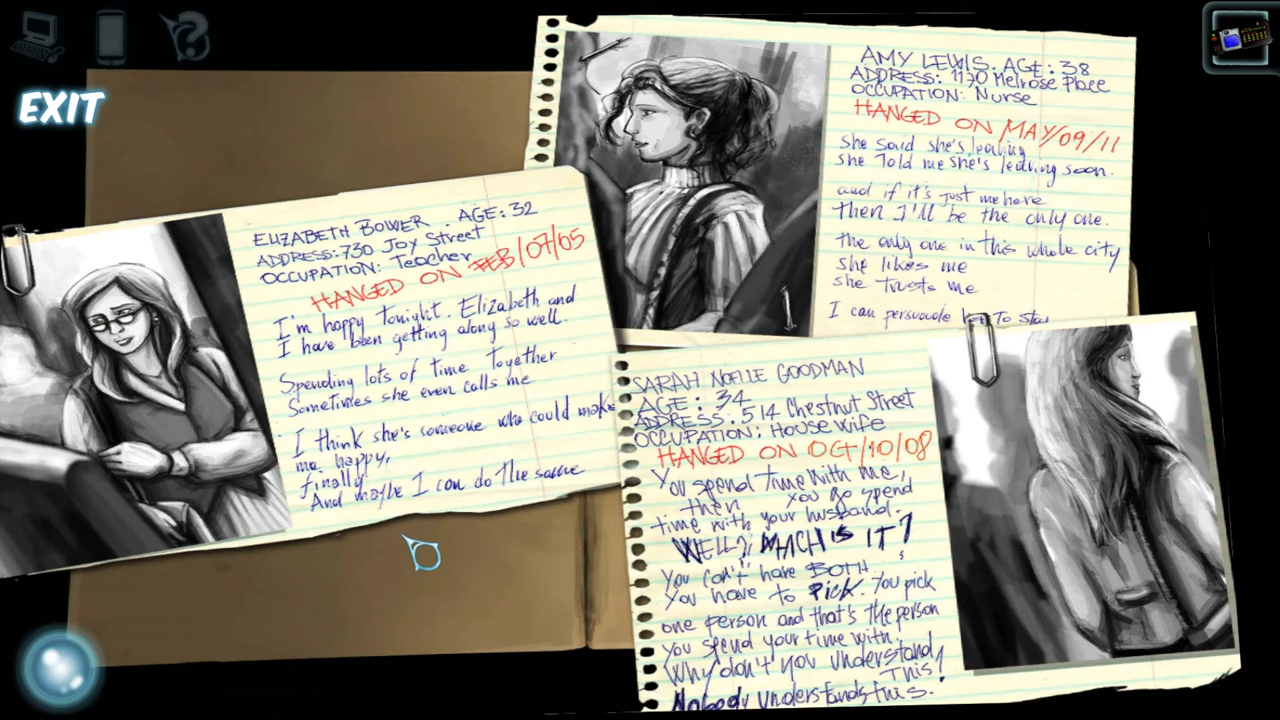 EXIT
ELIZABETH BOWER. AGE: 32
ADDRESS: 730 Joy Street
OCCUPATION: Teacher
HANGED ON FEB/07/05
I'm happy tonight. Elizabeth and
I have been getting along so well.
Spending lots of time together
Sometimes she even calls me
I think she's someone who could make
me happy,
finally
And maybe I can do the same
AMY LEWIS. AGE: 38
ADDRESS: 1130 Melrose Place
OCCUPATION: Nurse
HANGED ON MAY/09/11
she said she's leaving
she told me she's leaving soon.
and if it's just me here
then I'll be the only one.
the only one in this whole city
she likes me
she trusts me
I can persuade her to stay
SARAH NOELLE GOODMAN
AGE: 34
ADDRESS: 514 Chestnut Street
OCCUPATION: House wife
HANGED ON OCT/10/08
You spend time with me,
then you go spend
time with your husband.
WELL?, WHICH IS IT?
You can't have BOTH
You have to PICK. You pick
one person and that's the person
you spend your time with.
Why don't you understand
This!
Nobody understands this.